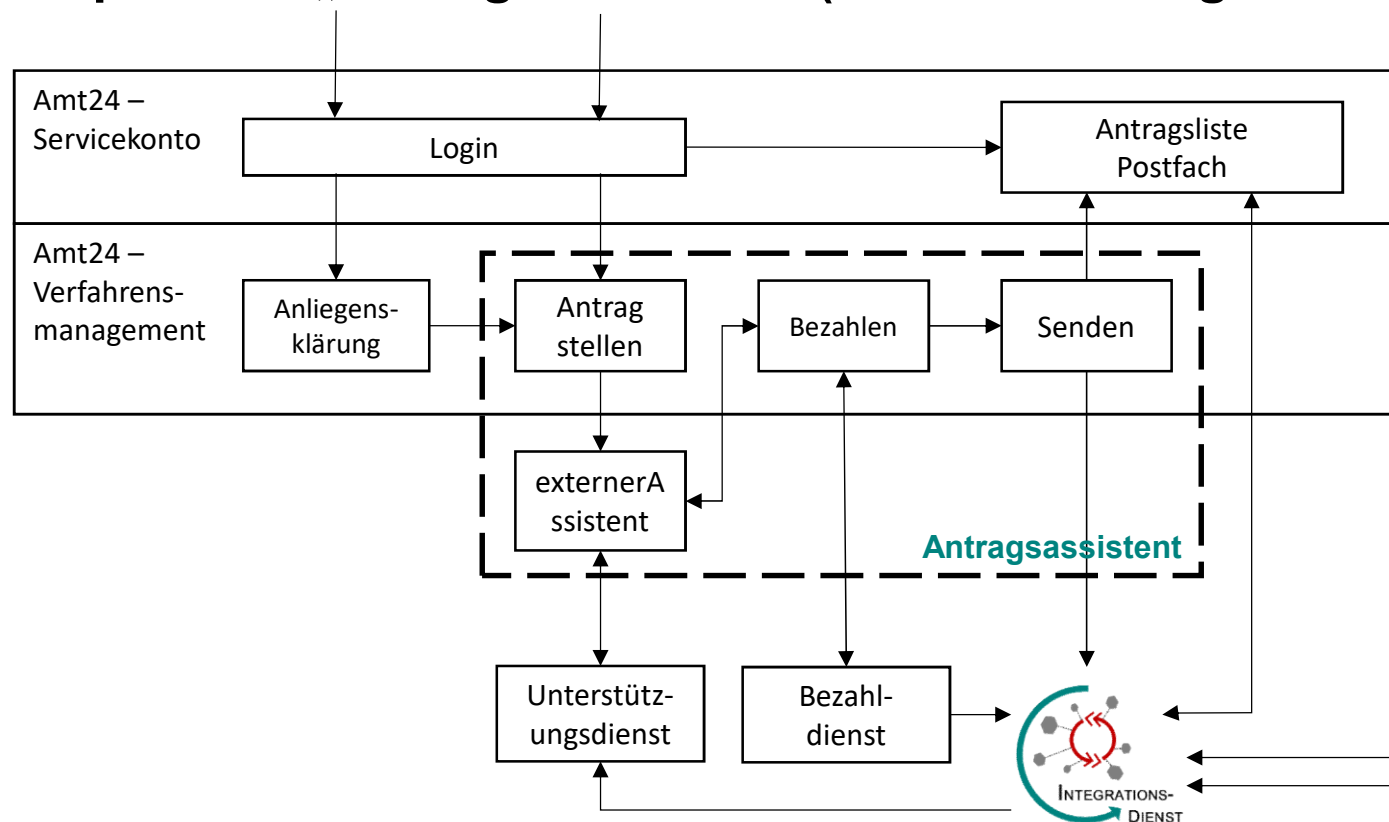 Amt24 –
Servicekonto
Login
Antragsliste
Postfach
Amt24 –
Verfahrens-
management
Anliegens-
klärung
Antrag
stellen
Bezahlen
Senden
externerA
ssistent
Antragsassistent
Unterstütz-
ungsdienst
Bezahl-
dienst
INTEGRATIONS-
DIENST